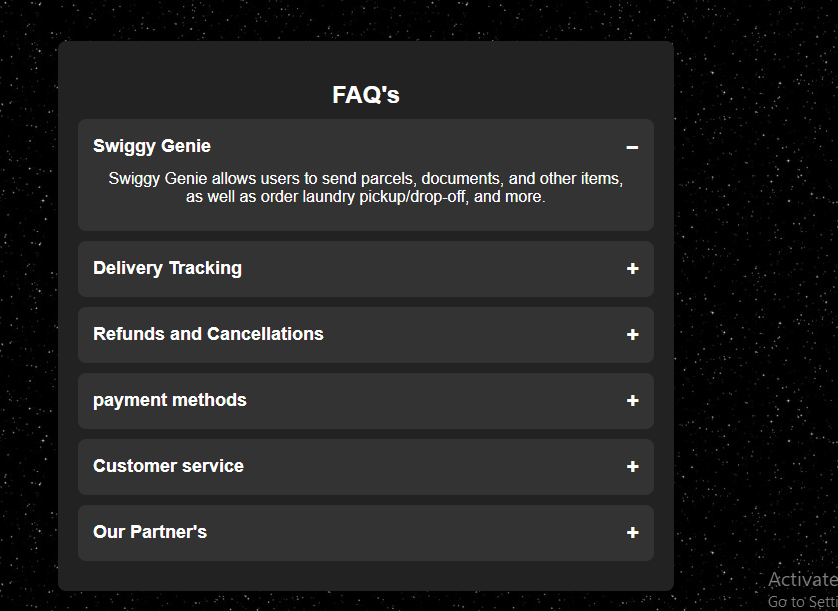 FAQ's
Swiggy Genie −
Swiggy Genie allows users to send parcels, documents, and other items,
as well as order laundry pickup/drop-off, and more.
Delivery Tracking +
Refunds and Cancellations +
payment methods +
Customer service +
Our Partner's +
Activate
Go to Sett